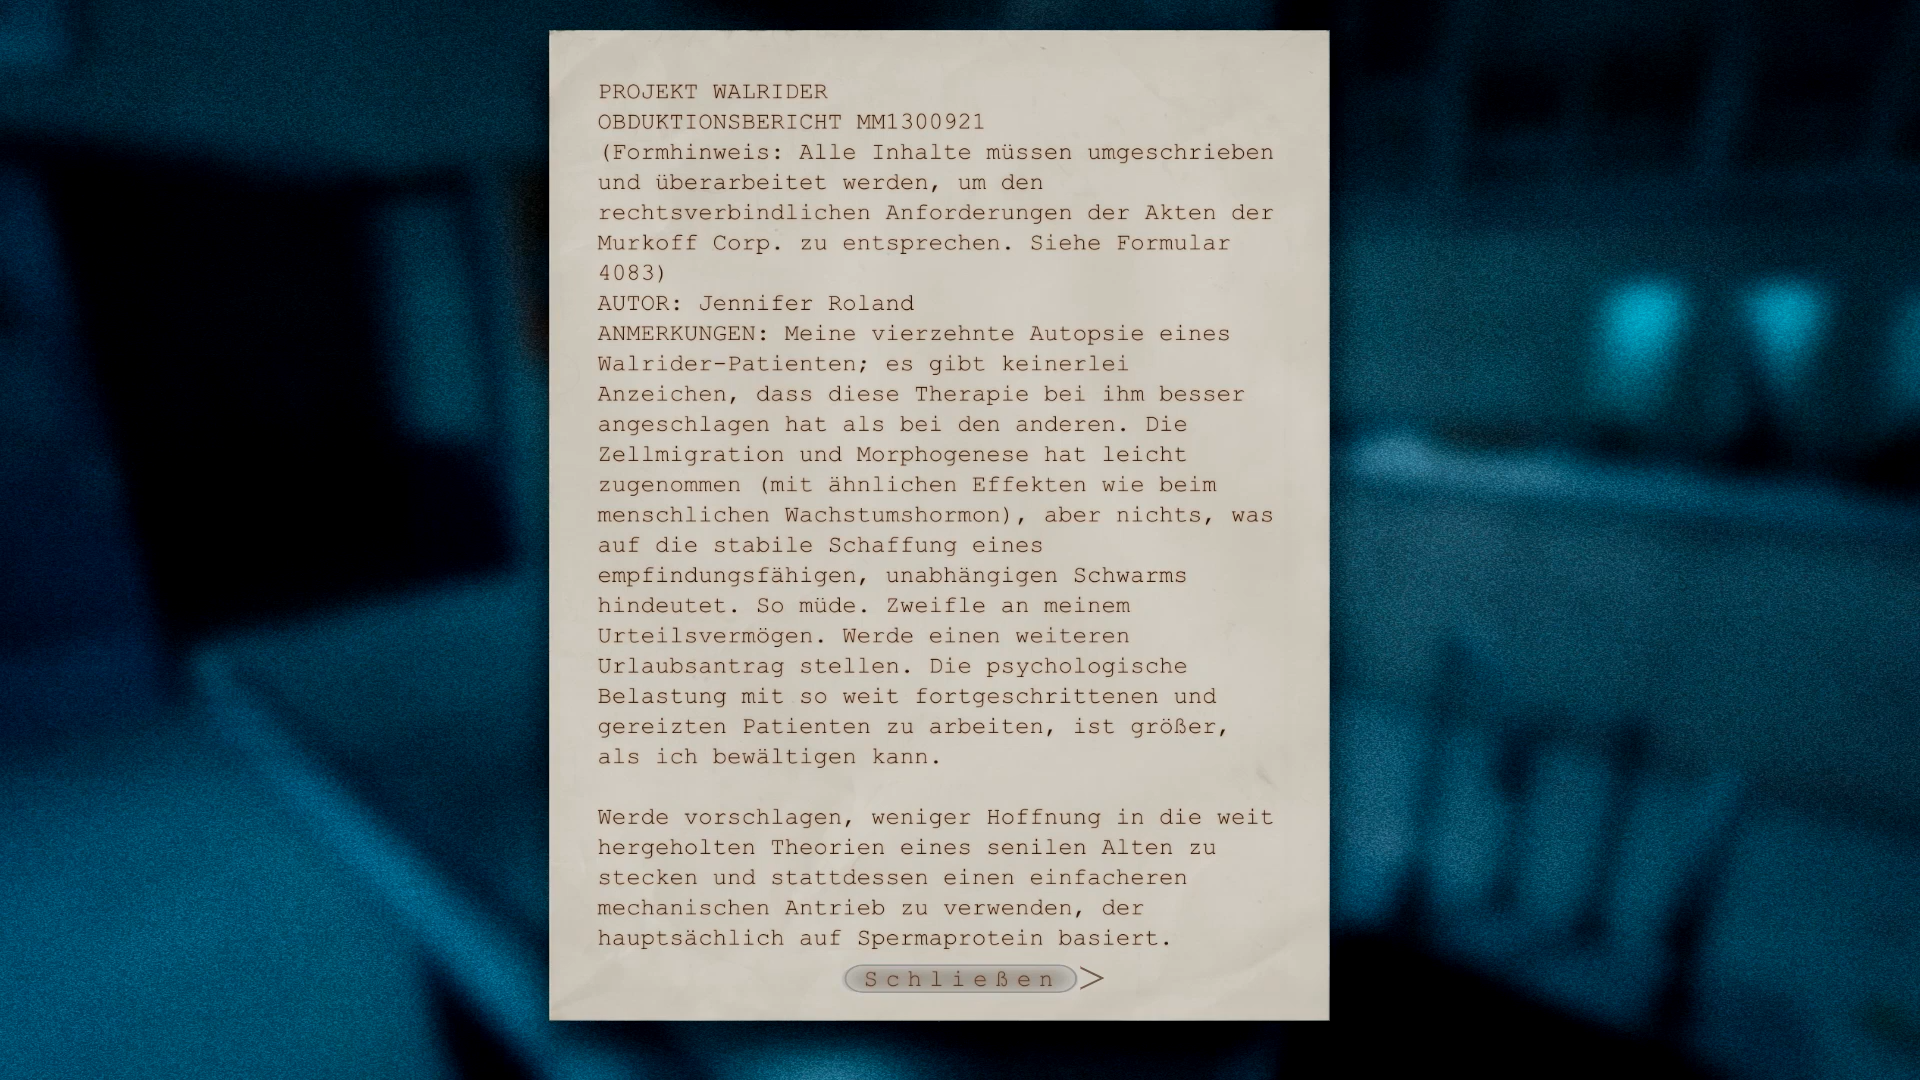 PROJEKT WALRIDER
OBDUKTIONSBERICHT MM1300921
(Formhinweis: Alle Inhalte müssen umgeschrieben
und überarbeitet werden, um den
rechtsverbindlichen Anforderungen der Akten der
Murkoff Corp. zu entsprechen. Siehe Formular
4083)
AUTOR: Jennifer Roland
ANMERKUNGEN: Meine vierzehnte Autopsie eines
Walrider-Patienten; es gibt keinerlei
Anzeichen, dass diese Therapie bei ihm besser
angeschlagen hat als bei den anderen. Die
Zellmigration und Morphogenese hat leicht
zugenommen (mit ähnlichen Effekten wie beim
menschlichen Wachstumshormon), aber nichts, was
auf die stabile Schaffung eines
empfindungsfähigen, unabhängigen Schwarms
hindeutet. So müde. Zweifle an meinem
Urteilsvermögen. Werde einen weiteren
Urlaubsantrag stellen. Die psychologische
Belastung mit so weit fortgeschrittenen und
gereizten Patienten zu arbeiten, ist größer,
als ich bewältigen kann.
Werde vorschlagen, weniger Hoffnung in die weit
hergeholten Theorien eines senilen Alten zu
stecken und stattdessen einen einfacheren
mechanischen Antrieb zu verwenden, der
hauptsächlich auf Spermaprotein basiert.
Schließen >